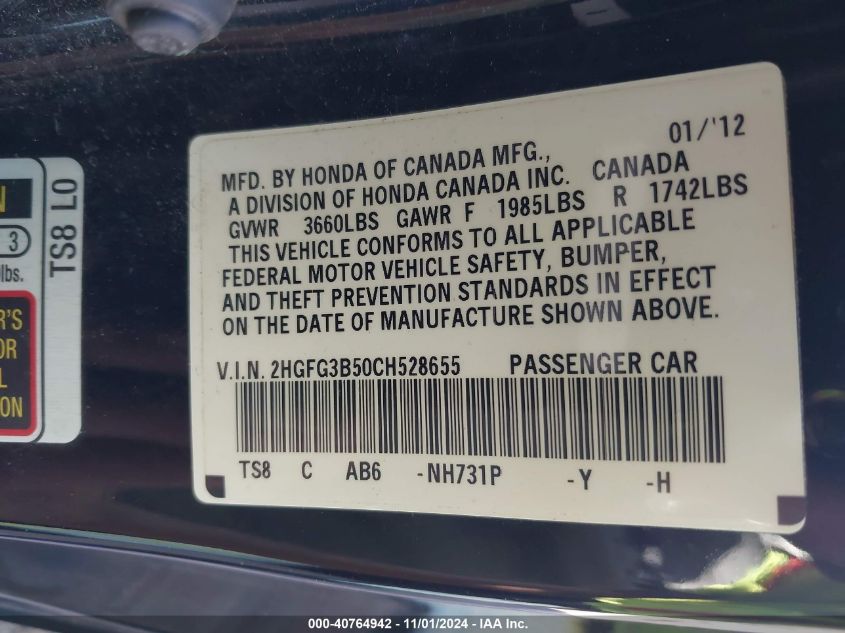 01/'12
MFD. BY HONDA OF CANADA MFG.,
A DIVISION OF HONDA CANADA INC. CANADA
GVWR 3660LBS GAWR F 1985LBS R 1742LBS
THIS VEHICLE CONFORMS TO ALL APPLICABLE
FEDERAL MOTOR VEHICLE SAFETY, BUMPER,
AND THEFT PREVENTION STANDARDS IN EFFECT
ON THE DATE OF MANUFACTURE SHOWN ABOVE.
V.I.N. 2HGFG3B50CH528655 PASSENGER CAR
TS8 C AB6 -NH731P -Y -H
TS8 LO
3
lbs.
000-40764942 - 11/01/2024 - IAA Inc.